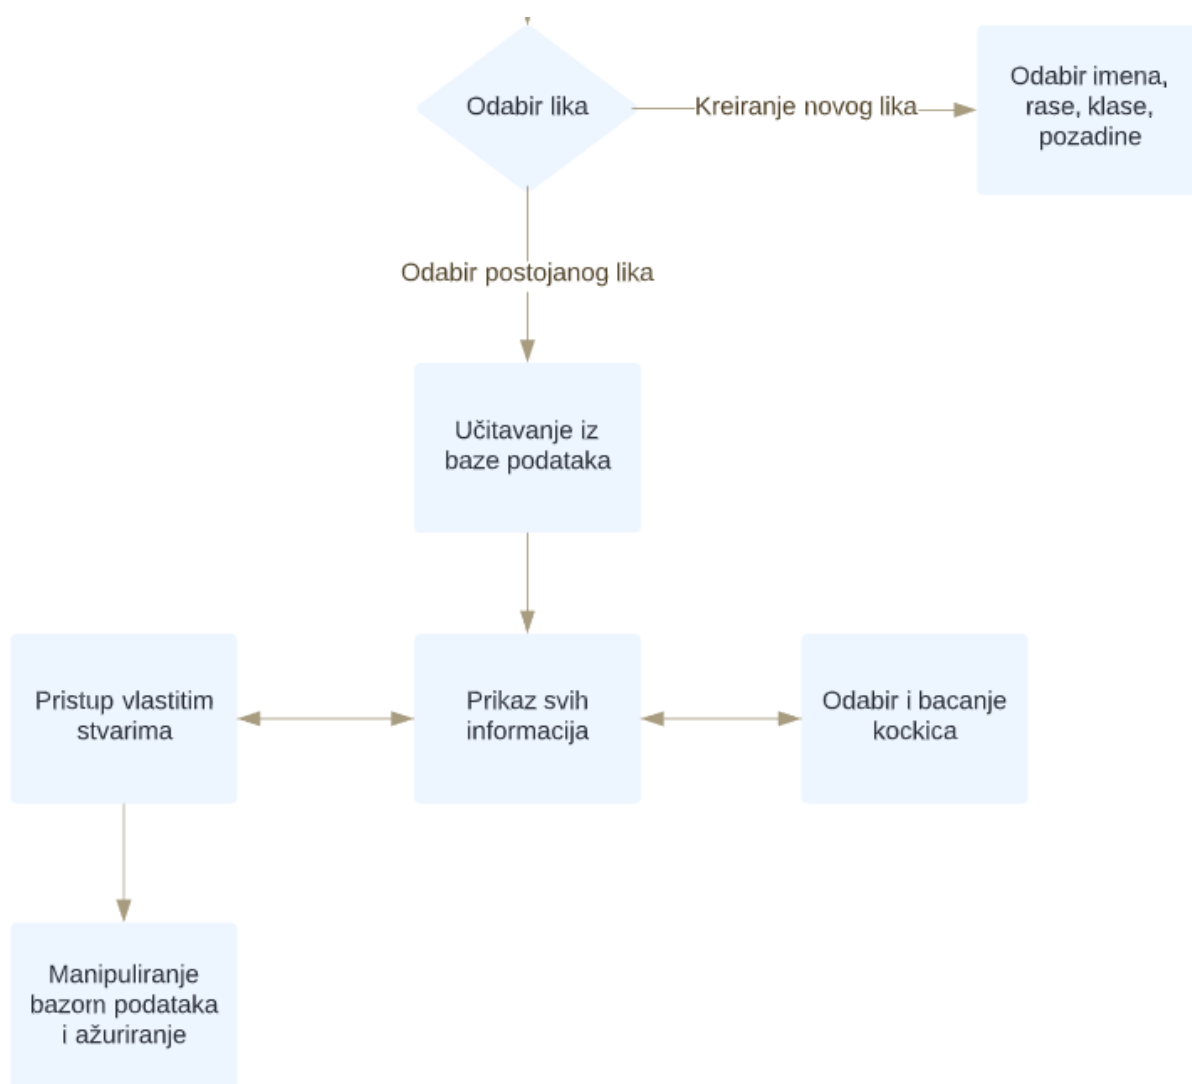 Odabir lika
Kreiranje novog lika
Odabir imena,
rase, klase,
pozadine
Odabir postojanog lika
Učitavanje iz
baze podataka
Pristup vlastitim
stvarima
Prikaz svih
informacija
Odabir i bacanje
kockica
Manipuliranje
bazom podataka
i ažuriranje